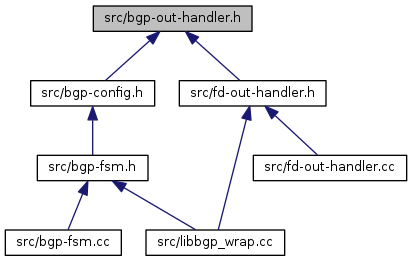 src/bgp-out-handler.h
src/bgp-config.h
src/fd-out-handler.h
src/bgp-fsm.h
src/fd-out-handler.cc
src/bgp-fsm.cc
src/libbgp_wrap.cc